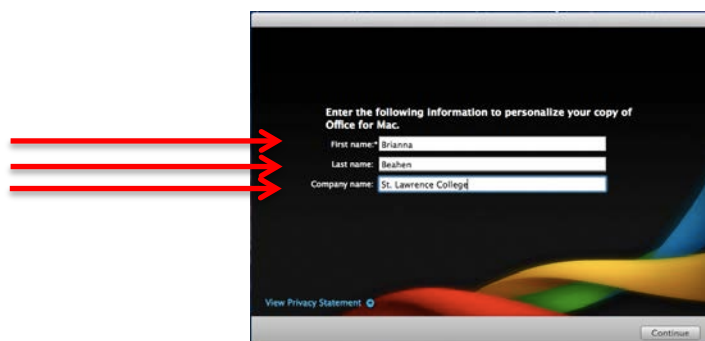 Enter the following information to personalize your copy of
Office for Mac.
First name:* Brianna
Last name: Beahen
Company name: St. Lawrence College
View Privacy Statement
Continue